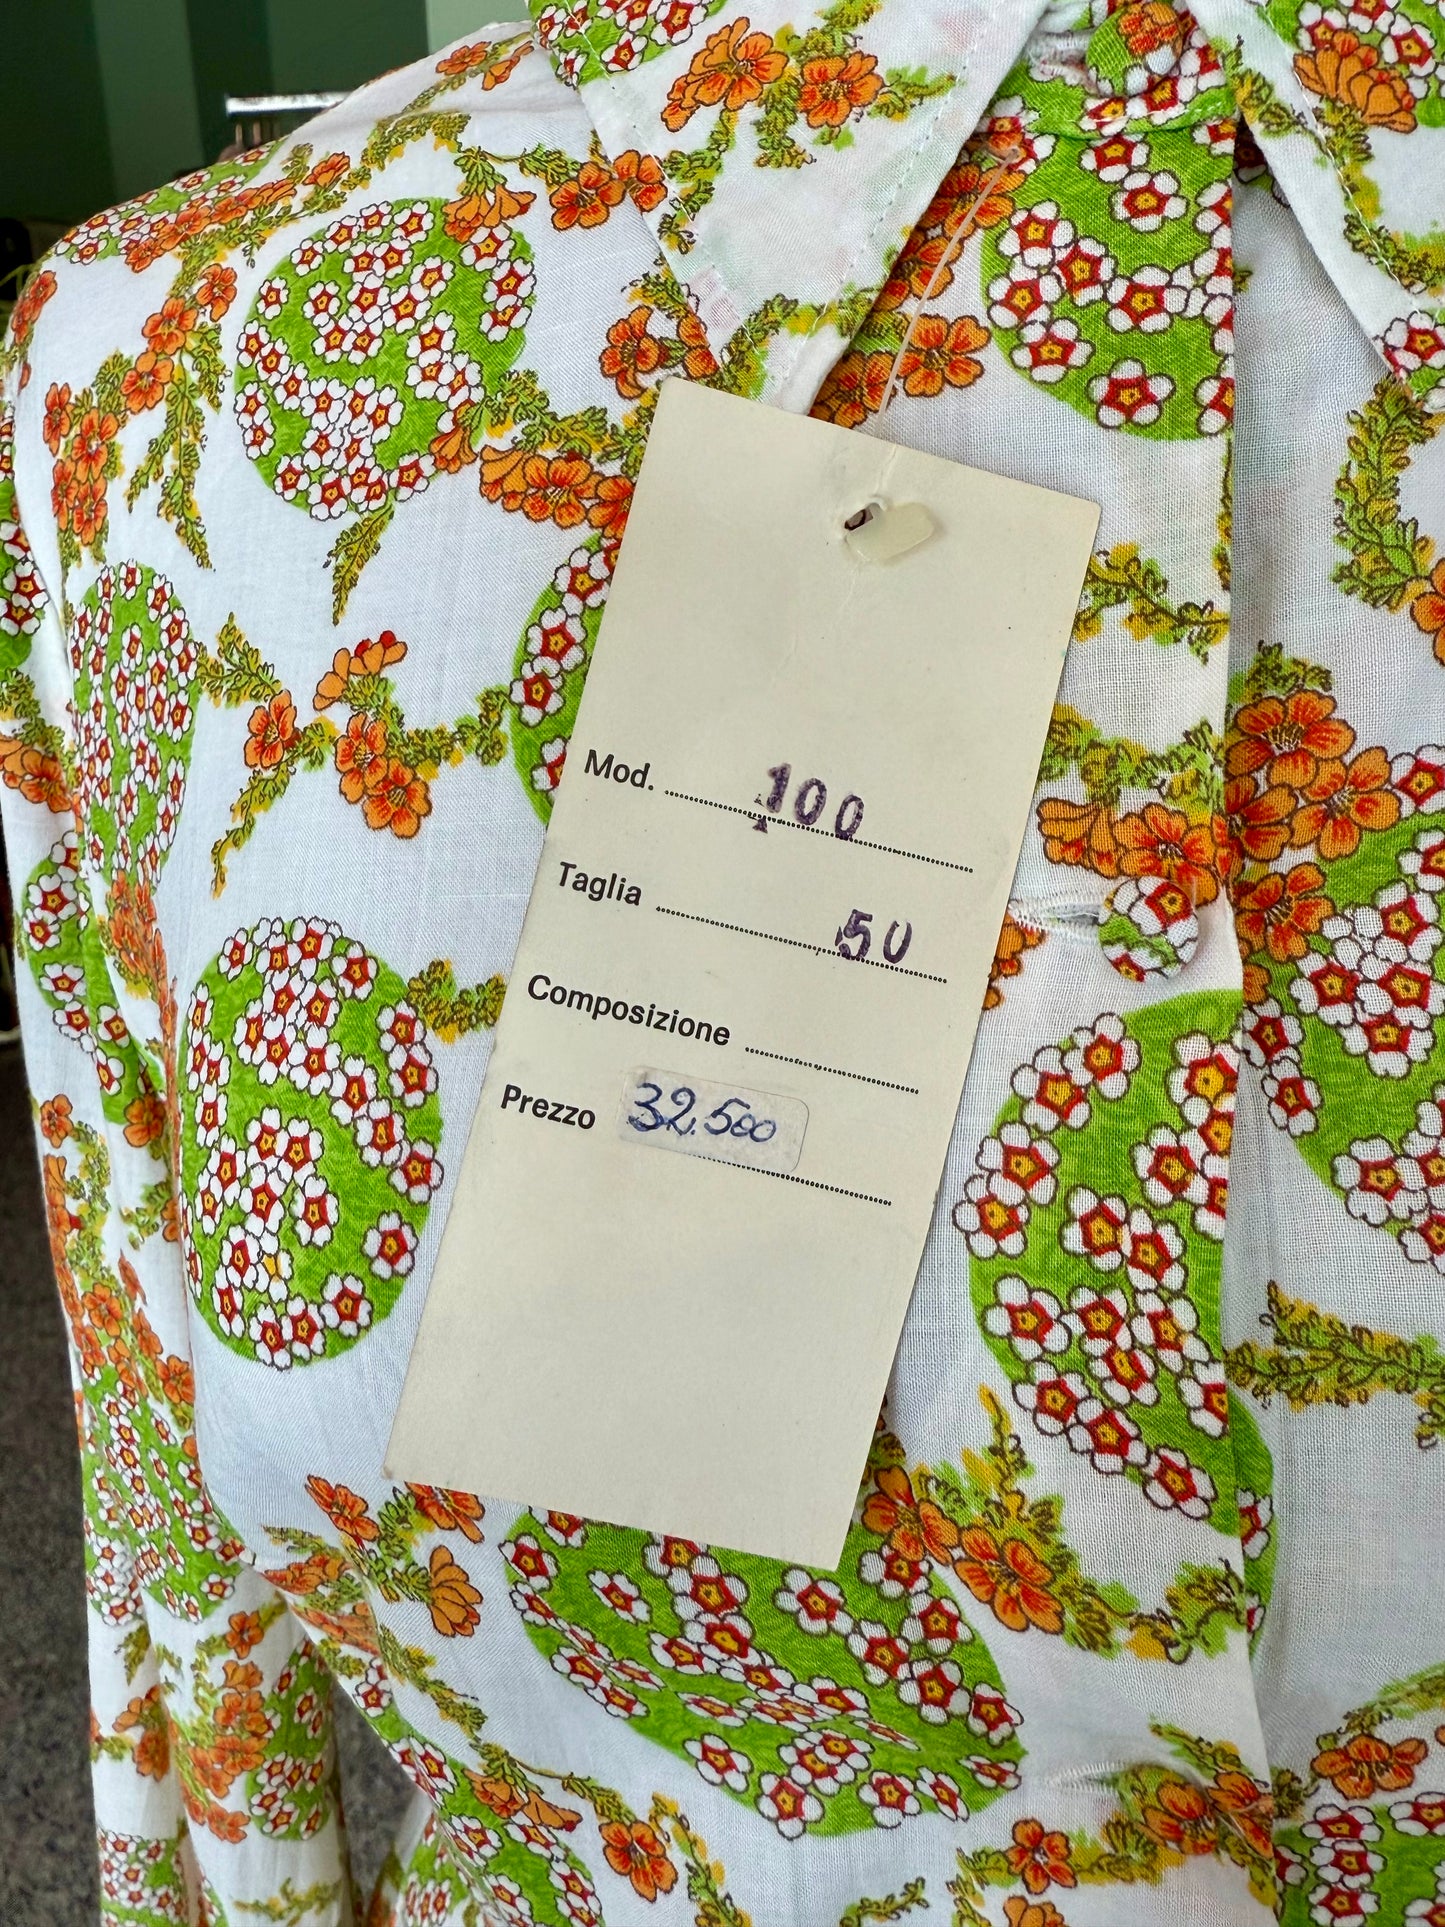 Mod. 100
Taglia 50
Composizione
Prezzo 32.500